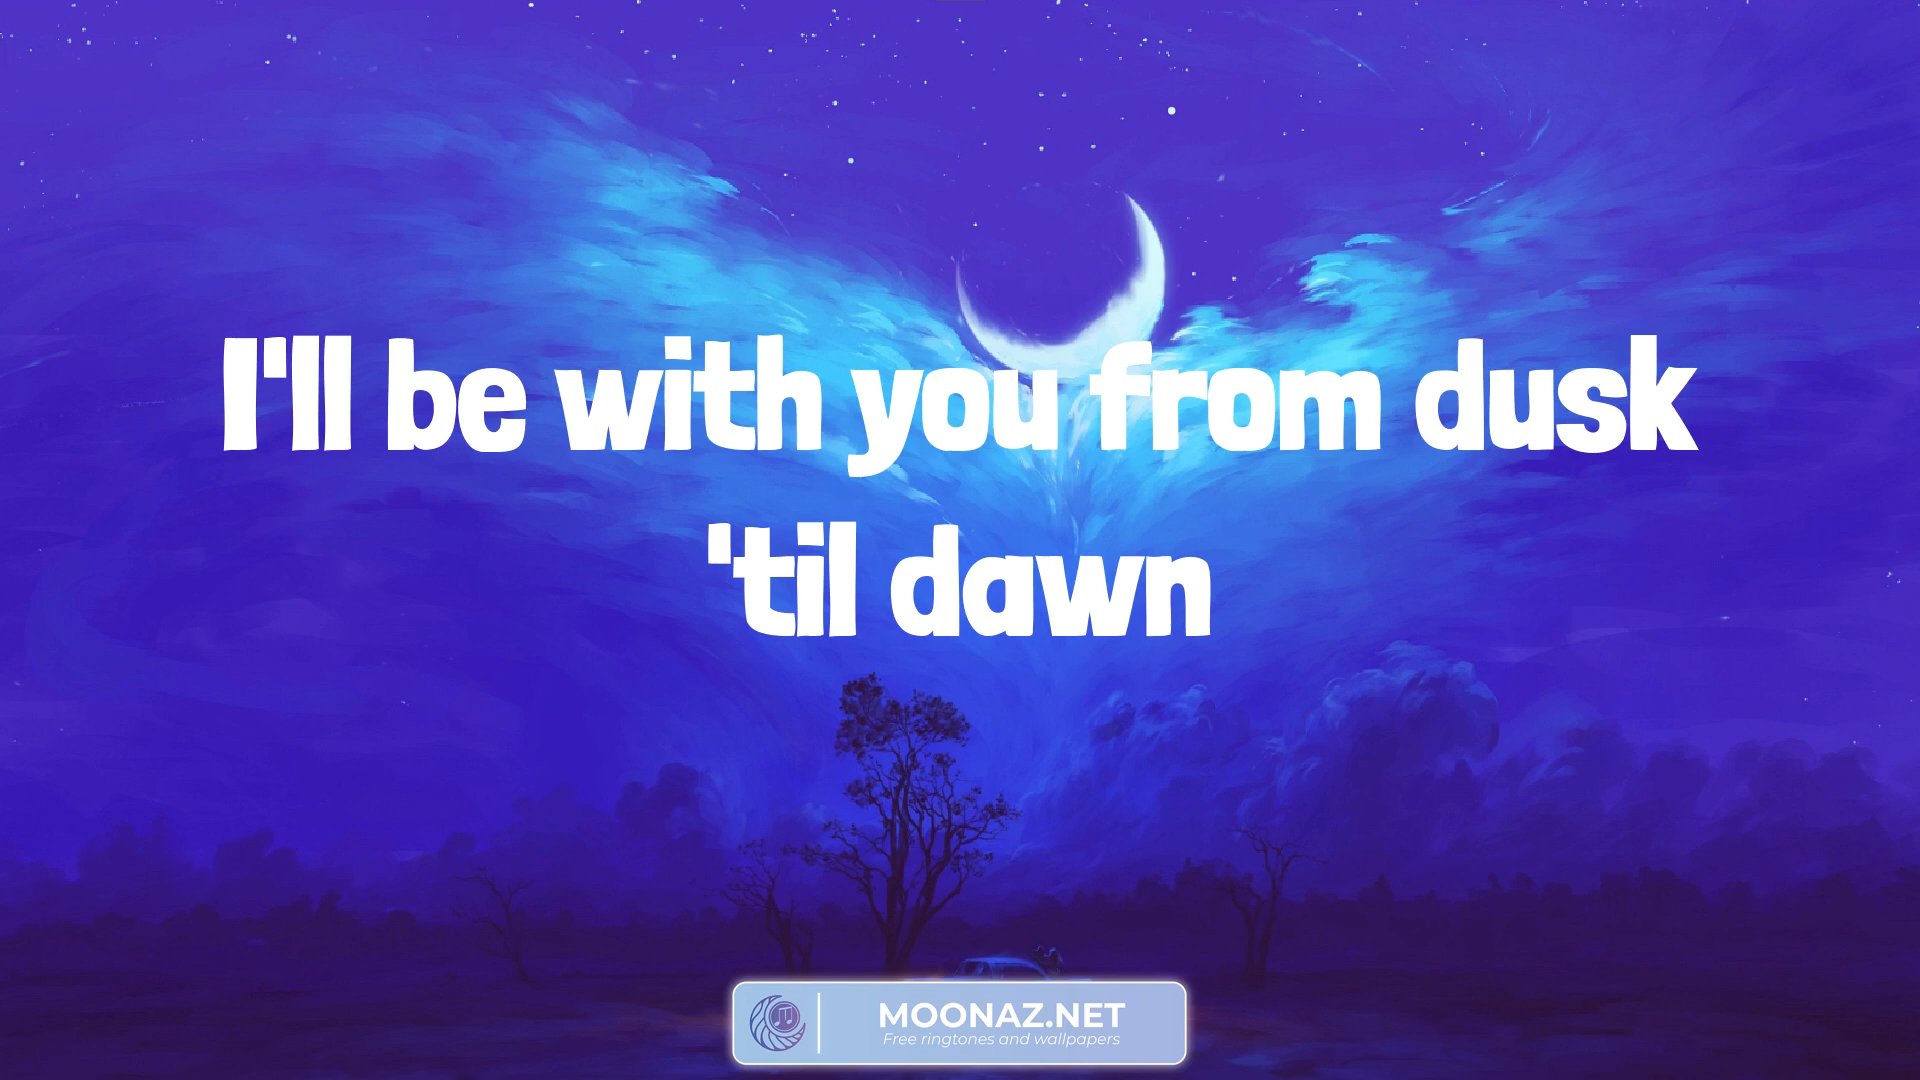 I'll be with you from dusk
'til dawn
MOONAZ.NET
Free ringtones and wallpapers